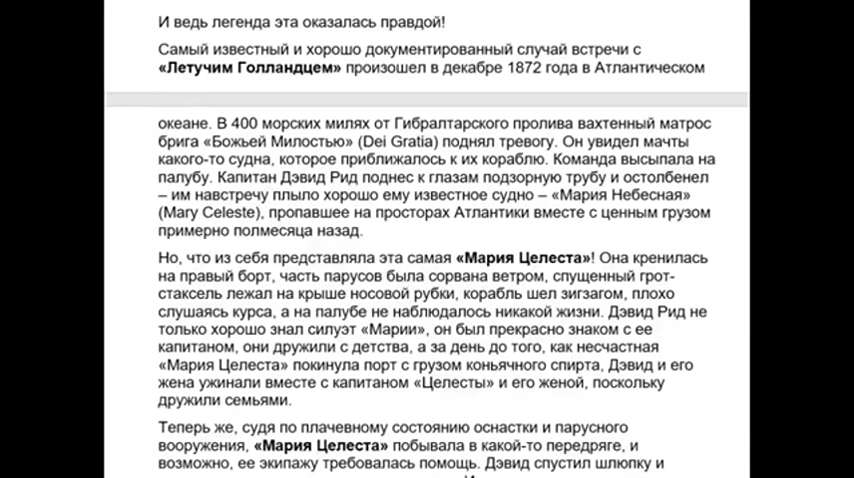 И ведь легенда эта оказалась правдой!
Самый известный и хорошо документированный случай встречи с
«Летучим Голландцем» произошел в декабре 1872 года в Атлантическом
океане. В 400 морских милях от Гибралтарского пролива вахтенный матрос
брига «Божьей Милостью» (Dei Gratia) поднял тревогу. Он увидел мачты
какого-то судна, которое приближалось к их кораблю. Команда высыпала на
палубу. Капитан Дэвид Рид поднес к глазам подзорную трубу и остолбенел
– им навстречу плыло хорошо ему известное судно – «Мария Небесная»
(Mary Celeste), пропавшее на просторах Атлантики вместе с ценным грузом
примерно полмесяца назад.
Но, что из себя представляла эта самая «Мария Целеста»! Она кренилась
на правый борт, часть парусов была сорвана ветром, спущенный грот-
стаксель лежал на крыше носовой рубки, корабль шел зигзагом, плохо
слушаясь курса, а на палубе не наблюдалось никакой жизни. Дэвид Рид не
только хорошо знал силуэт «Марии», он был прекрасно знаком с ее
капитаном, они дружили с детства, а за день до того, как несчастная
«Мария Целеста» покинула порт с грузом коньячного спирта, Дэвид и его
жена ужинали вместе с капитаном «Целесты» и его женой, поскольку
дружили семьями.
Теперь же, судя по плачевному состоянию оснастки и парусного
вооружения, «Мария Целеста» побывала в какой-то передряге, и
возможно, ее экипажу требовалась помощь. Дэвид спустил шлюпку и